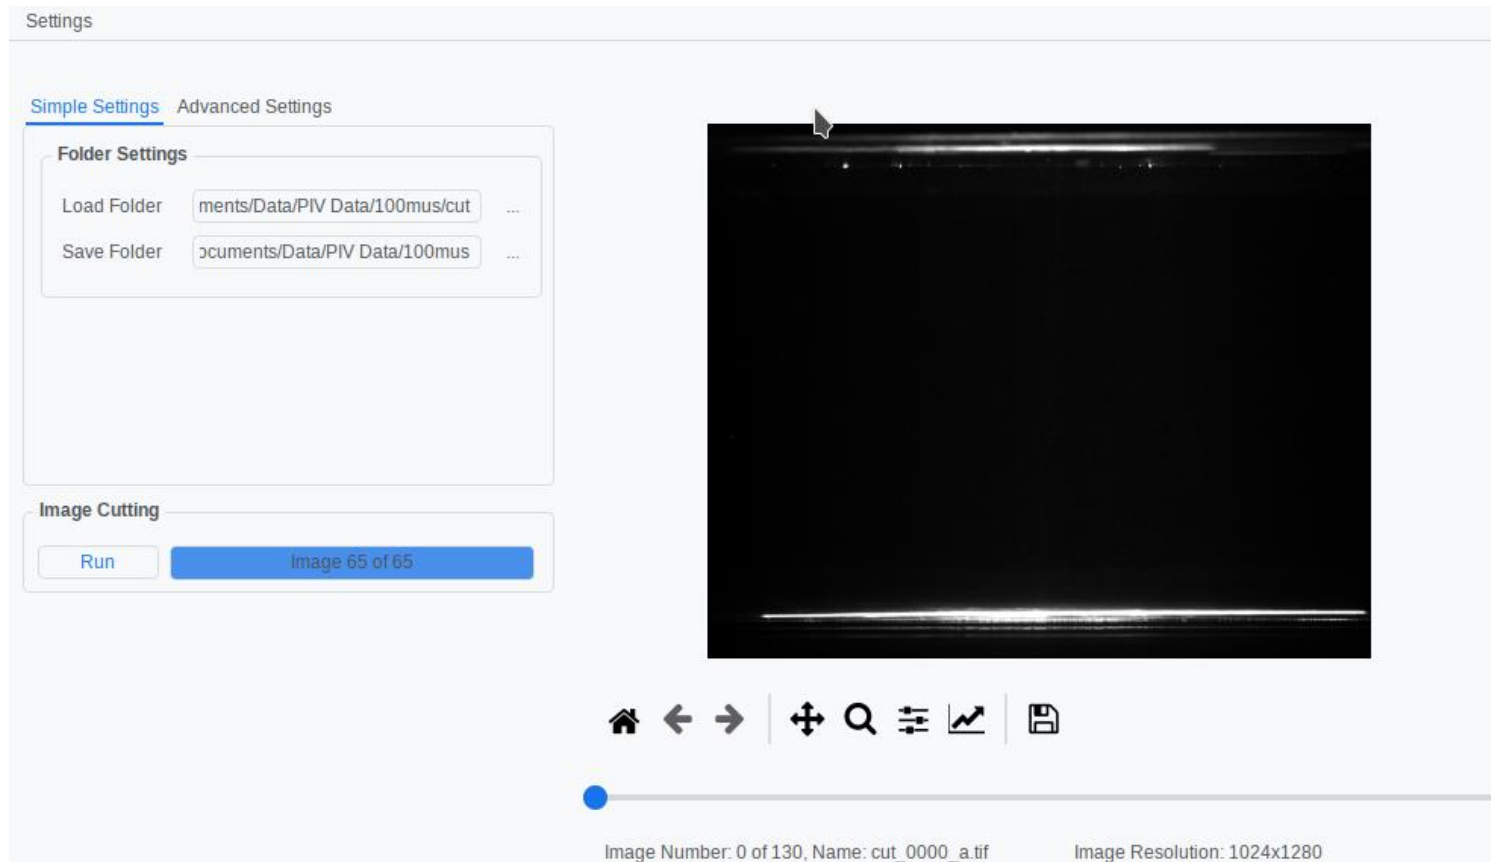 Settings
Simple Settings Advanced Settings
Folder Settings
Load Folder ments/Data/PIV Data/100mus/cut ...
Save Folder ocuments/Data/PIV Data/100mus ...
Image Cutting
Run Image 65 of 65
Image Number: 0 of 130, Name: cut_0000_a.tif Image Resolution: 1024x1280